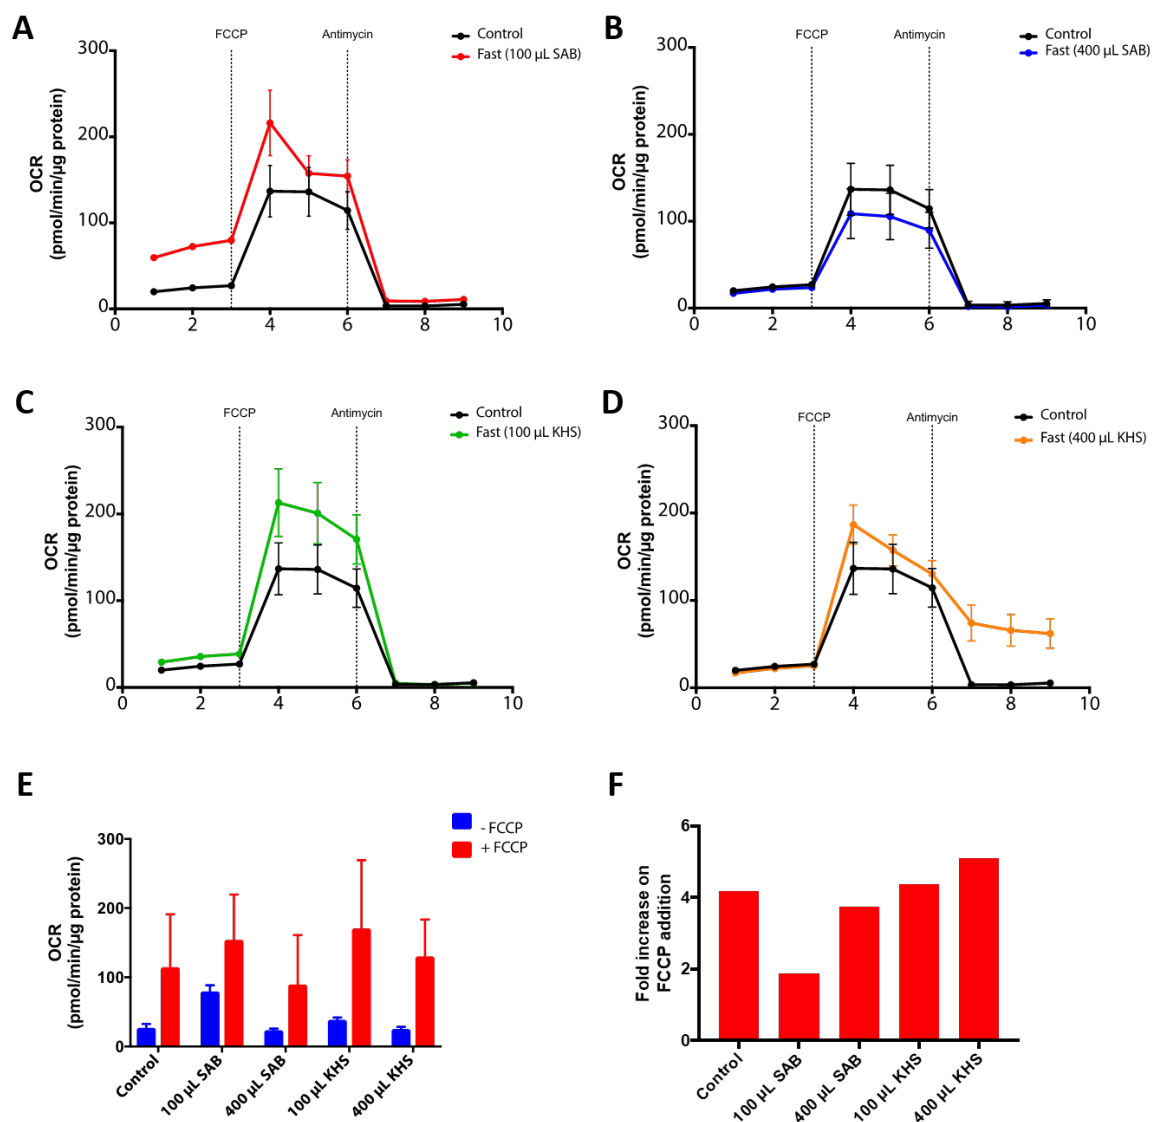 A
FCCP
Antimycin
Control
Fast (100 µL SAB)
300
200
100
0
OCR
(pmol/min/µg protein)
0 2 4 6 8 10
B
FCCP
Antimycin
Control
Fast (400 µL SAB)
300
200
100
0
OCR
(pmol/min/µg protein)
0 2 4 6 8 10
C
FCCP
Antimycin
Control
Fast (100 µL KHS)
300
200
100
0
OCR
(pmol/min/µg protein)
0 2 4 6 8 10
D
FCCP
Antimycin
Control
Fast (400 µL KHS)
300
200
100
0
OCR
(pmol/min/µg protein)
0 2 4 6 8 10
E
- FCCP
+ FCCP
300
200
100
0
OCR
(pmol/min/µg protein)
Control
100 µL SAB
400 µL SAB
100 µL KHS
400 µL KHS
F
6
4
2
0
Fold increase on
FCCP addition
Control
100 µL SAB
400 µL SAB
100 µL KHS
400 µL KHS